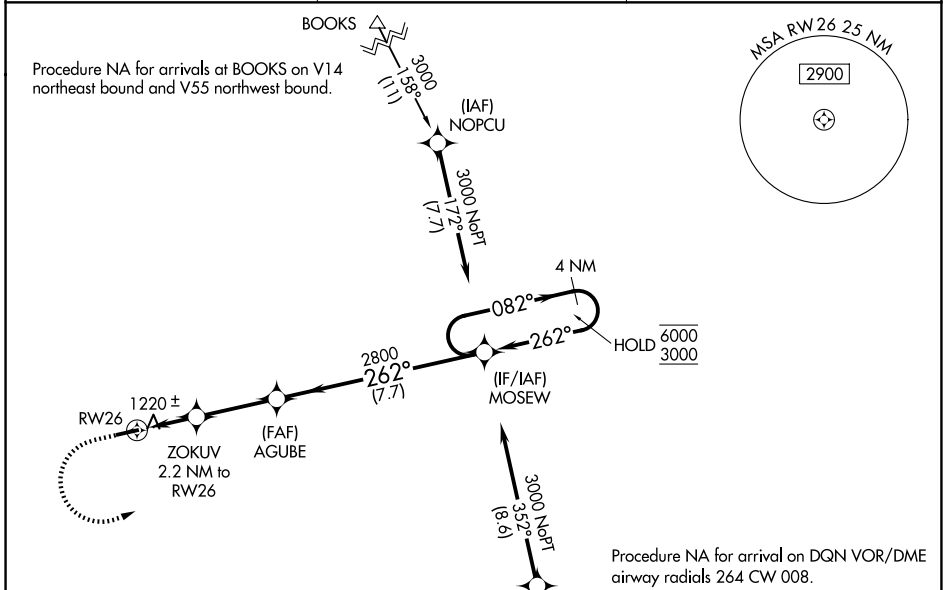 BOOKS
Procedure NA for arrivals at BOOKS on V14
northeast bound and V55 northwest bound.
3000
158°
(11)
(IAF)
NOPCU
MSA RW26 25 NM
2900
3000 NoPT
172°
(7.7)
4 NM
082°
262°
HOLD 6000
3000
2800
262°
(7.7)
(IF/IAF)
MOSEW
RW26
1220 ±
ZOKUV
2.2 NM to
RW26
(FAF)
AGUBE
3000 NoPT
352°
(8.6)
Procedure NA for arrival on DQN VOR/DME
airway radials 264 CW 008.